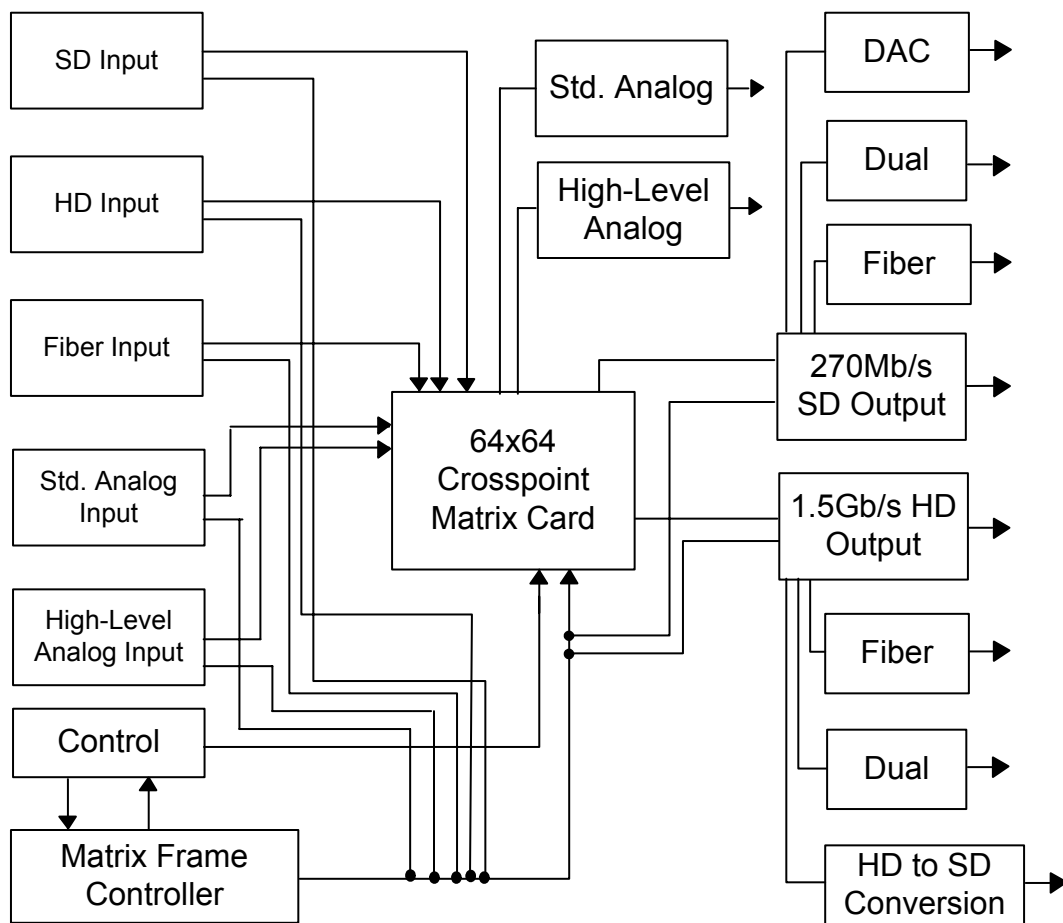 SD Input
HD Input
Fiber Input
Std. Analog
Input
High-Level
Analog Input
Control
Matrix Frame
Controller
Std. Analog
High-Level
Analog
64x64
Crosspoint
Matrix Card
DAC
Dual
Fiber
270Mb/s
SD Output
1.5Gb/s HD
Output
Fiber
Dual
HD to SD
Conversion